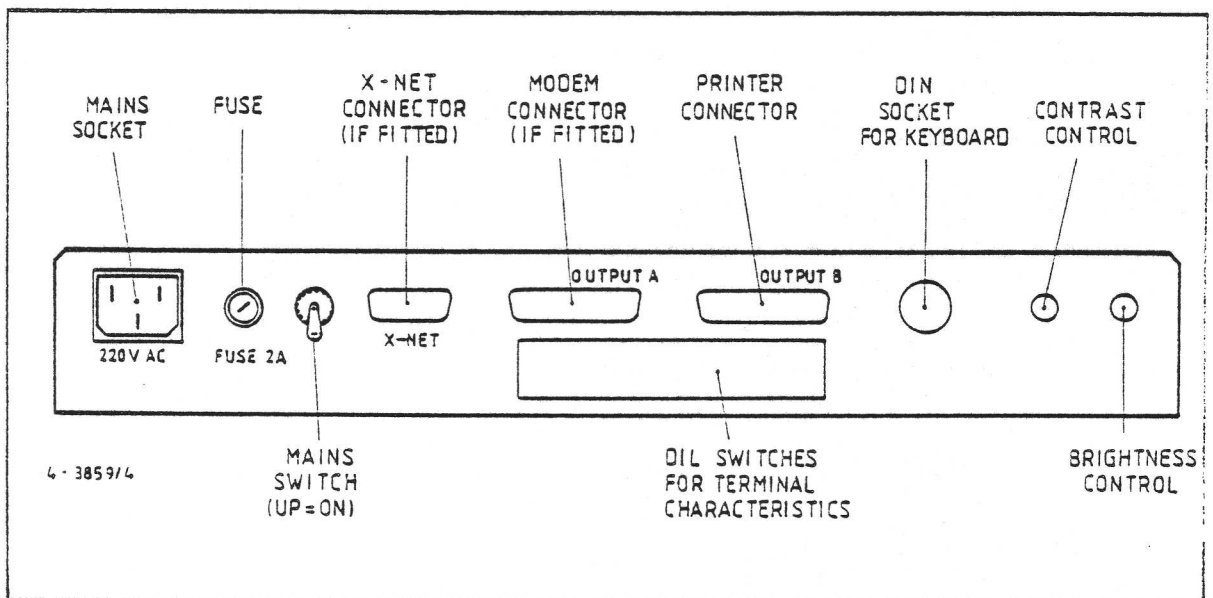 MAINS
SOCKET
FUSE
X-NET
CONNECTOR
(IF FITTED)
MODEM
CONNECTOR
(IF FITTED)
PRINTER
CONNECTOR
DIN
SOCKET
FOR KEYBOARD
CONTRAST
CONTROL
OUTPUT A
OUTPUT B
220V AC
FUSE 2A
X-NET
4-3859/4
MAINS
SWITCH
(UP=ON)
DIL SWITCHES
FOR TERMINAL
CHARACTERISTICS
BRIGHTNESS
CONTROL